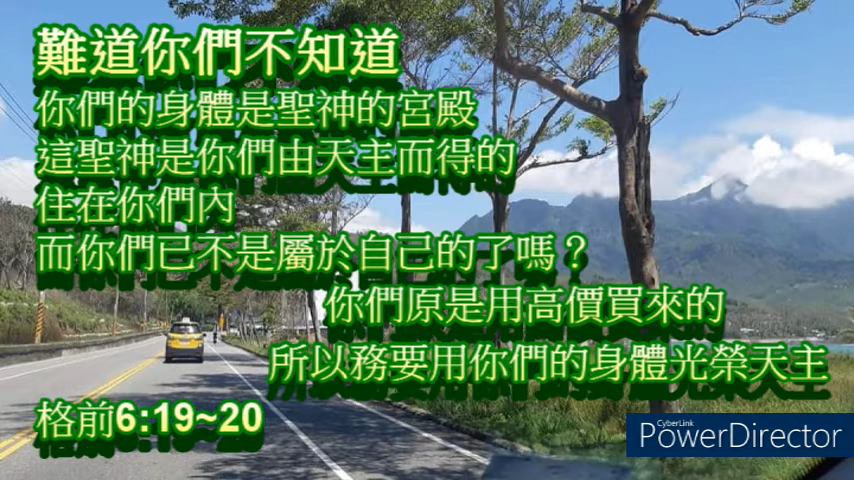 難道你們不知道
你們的身體是聖神的宮殿
這聖神是你們由天主而得的
住在你們內
而你們已不是屬於自己的了嗎？
你們原是用高價買來的
所以務要用你們的身體光榮天主
格前6:19~20
CyberLink
PowerDirector